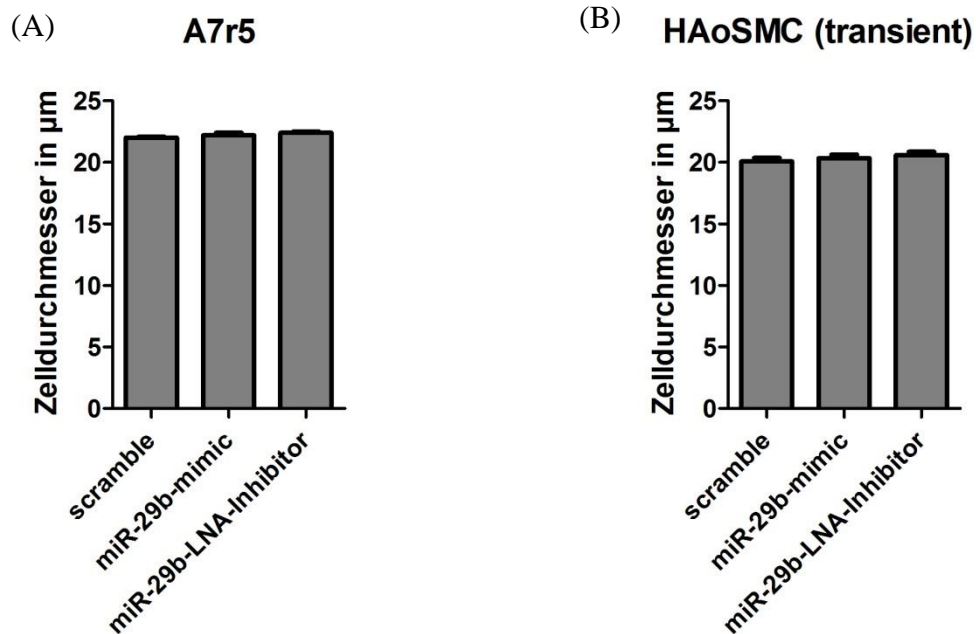 (A)
A7r5
Zelldurchmesser in µm
25
20
15
10
5
0
scramble
miR-29b-mimic
miR-29b-LNA-Inhibitor
(B)
HAoSMC (transient)
Zelldurchmesser in µm
25
20
15
10
5
0
scramble
miR-29b-mimic
miR-29b-LNA-Inhibitor